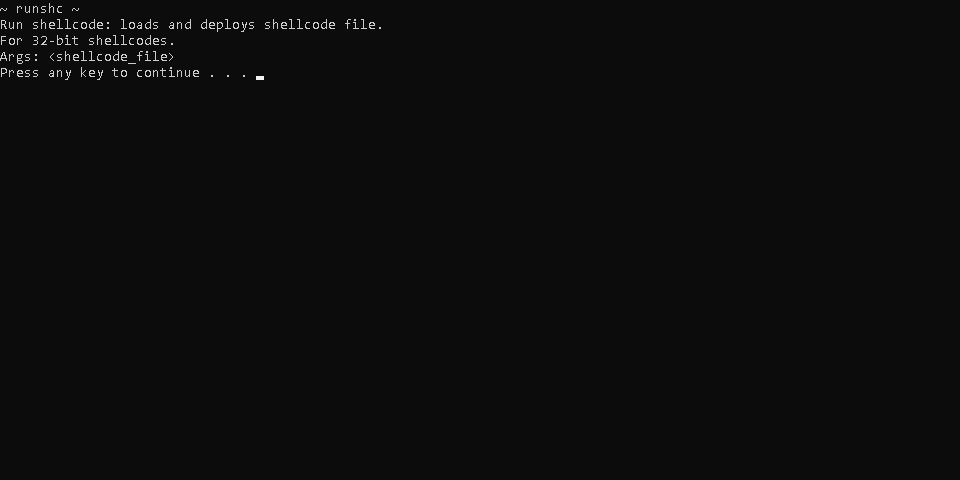 ~ runshc ~
Run shellcode: loads and deploys shellcode file.
For 32-bit shellcodes.
Args: <shellcode_file>
Press any key to continue . . .